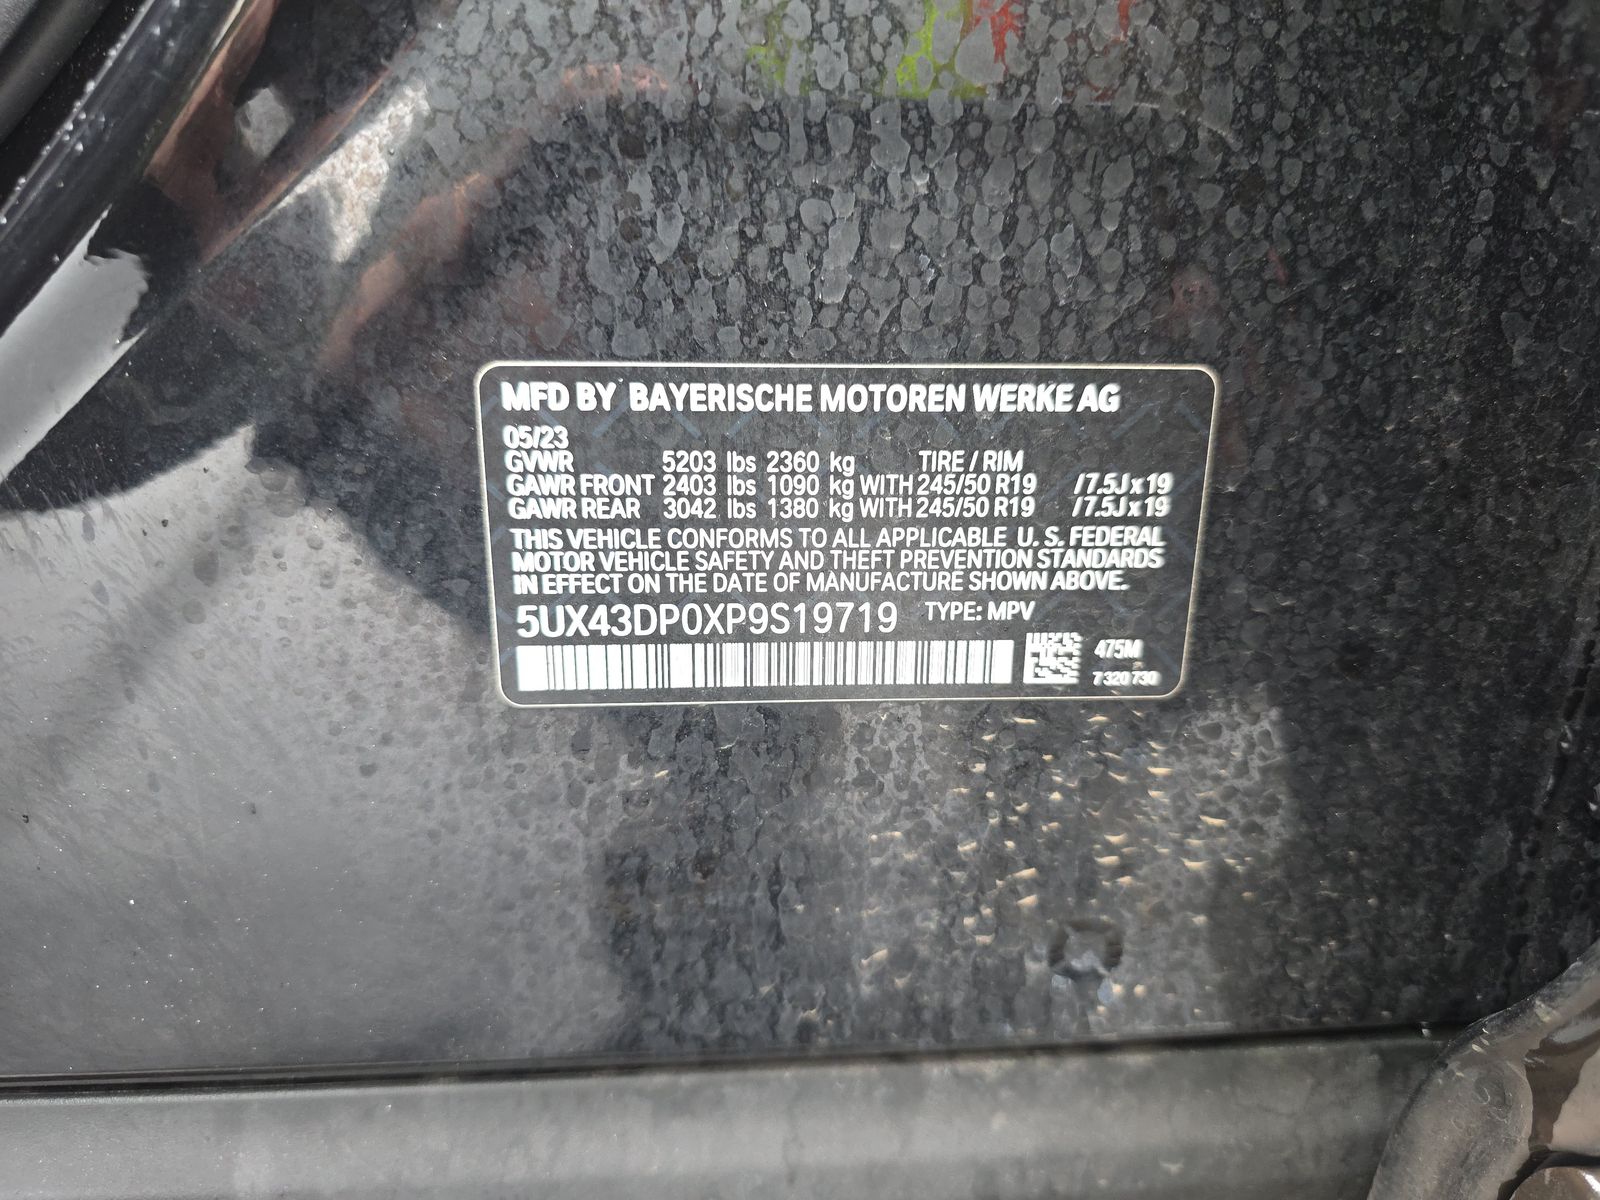 MFD BY BAYERISCHE MOTOREN WERKE AG
05/23
GVWR 5203 lbs 2360 kg TIRE / RIM
GAWR FRONT 2403 lbs 1090 kg WITH 245/50 R19 /7.5J x 19
GAWR REAR 3042 lbs 1380 kg WITH 245/50 R19 /7.5J x 19
THIS VEHICLE CONFORMS TO ALL APPLICABLE U. S. FEDERAL
MOTOR VEHICLE SAFETY AND THEFT PREVENTION STANDARDS
IN EFFECT ON THE DATE OF MANUFACTURE SHOWN ABOVE.
5UX43DP0XP9S19719 TYPE: MPV
475M
7 320 730